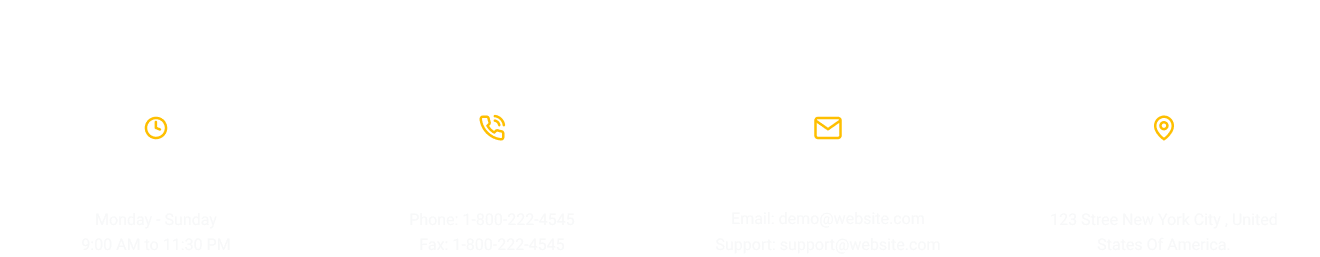 Monday - Sunday
9.00 AM to 11.30 PM
Phone: 1-800-222-4545
Fax: 1-800-222-4545
Email: demo@website.com
Support: support@website.com
123 Stree New York City , United
States Of America.